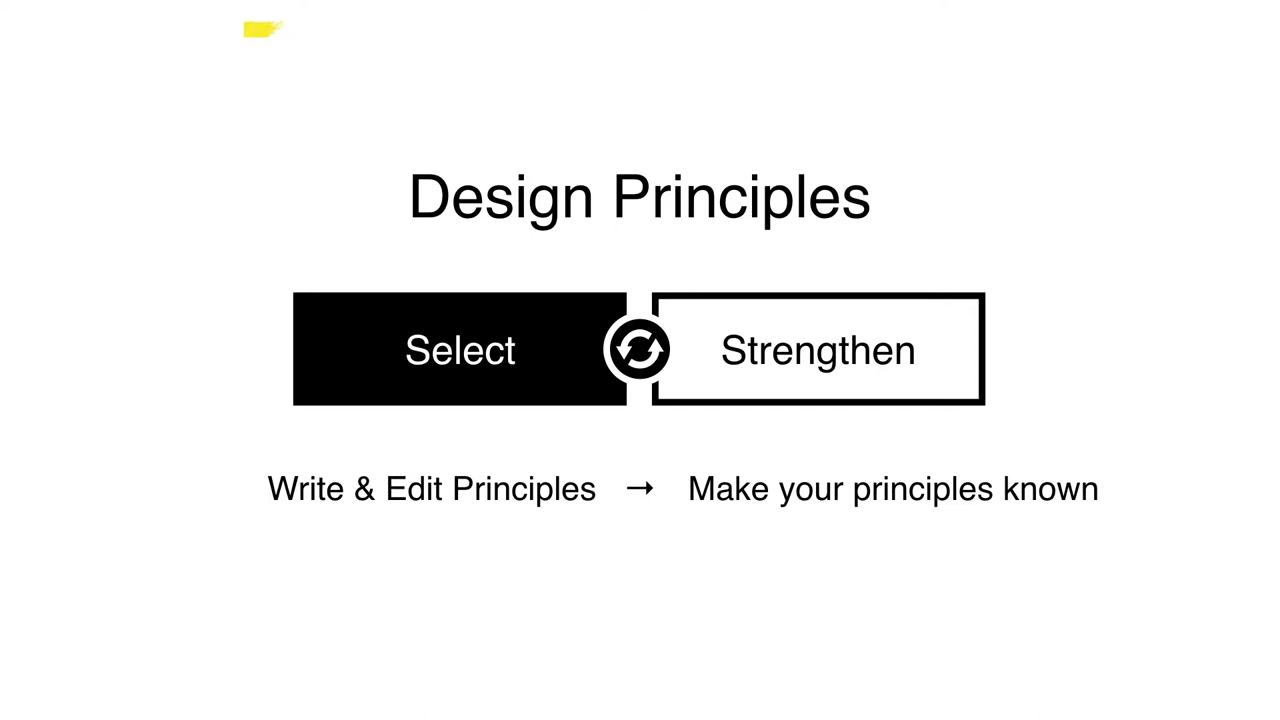 Design Principles
Select Strengthen
Write & Edit Principles → Make your principles known